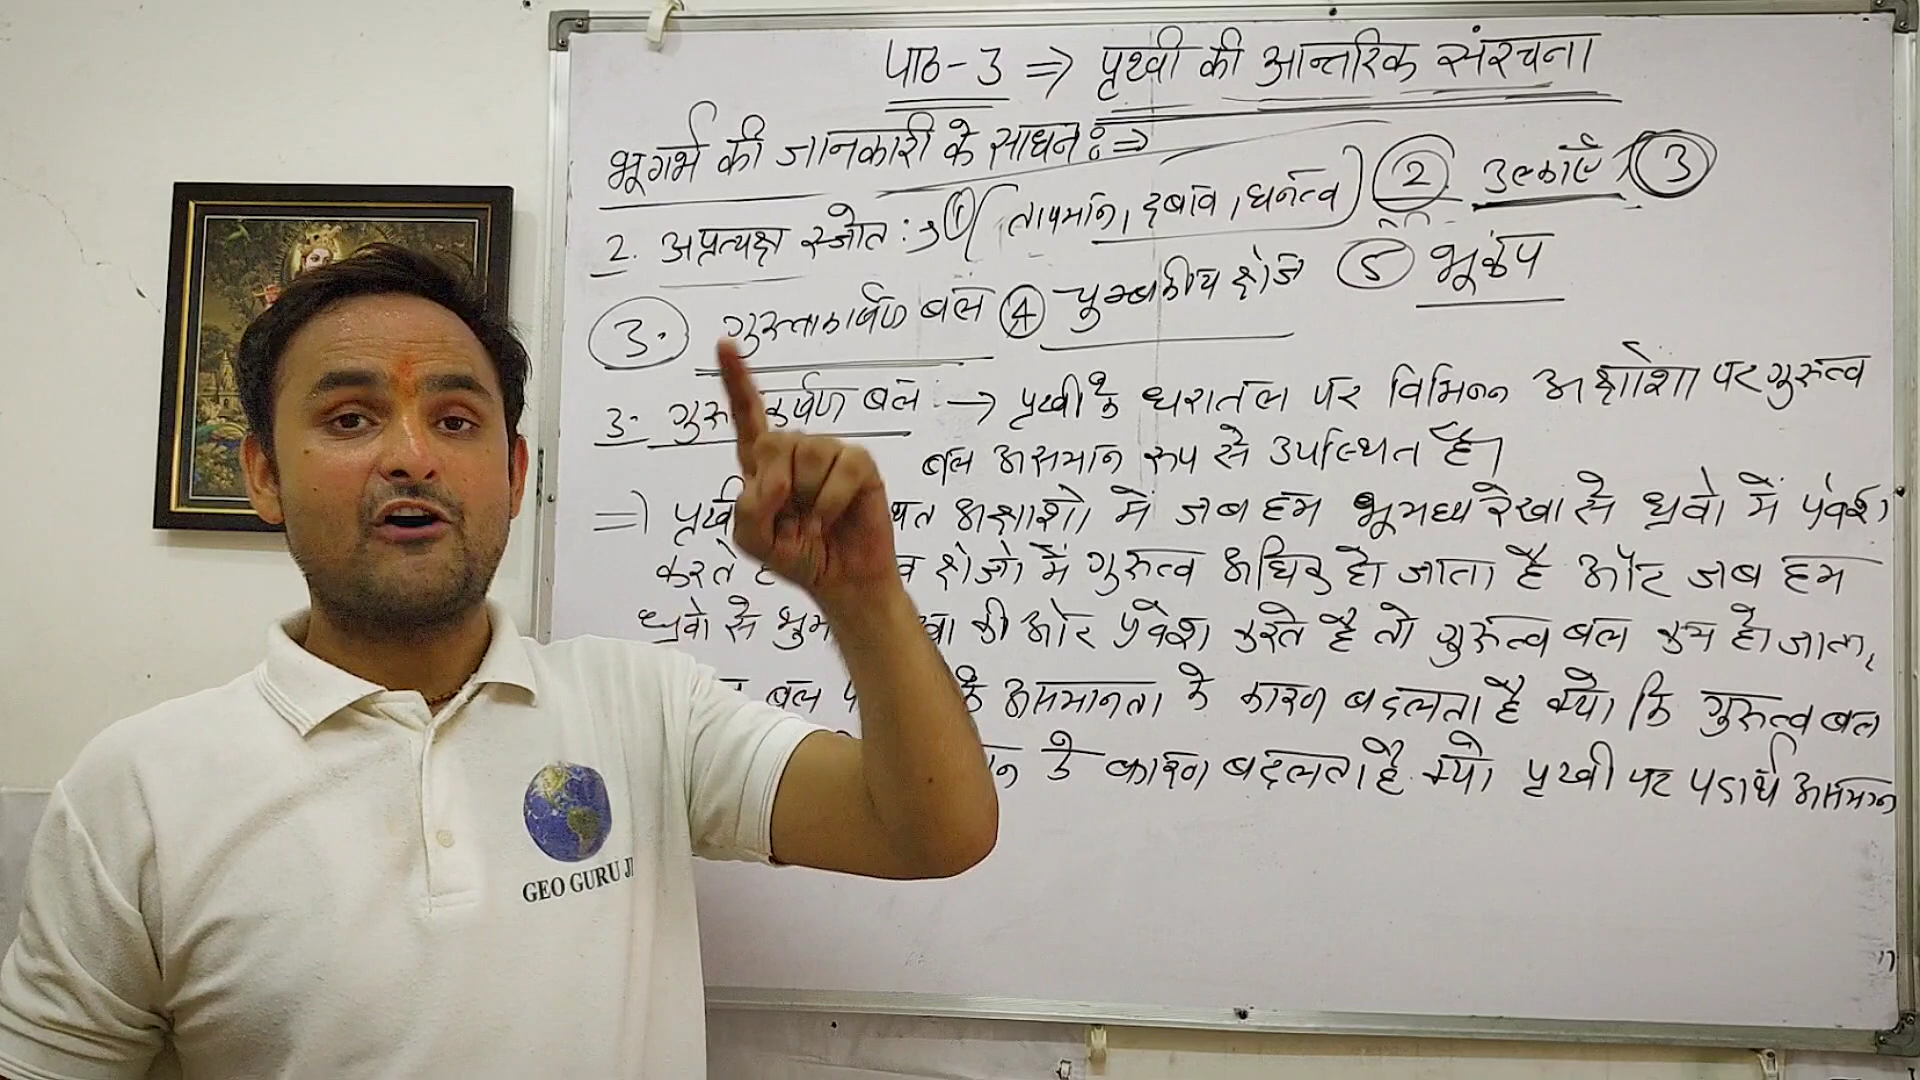 पाठ-3 ⇒ पृथ्वी की आन्तरिक संरचना
भूगर्भ की जानकारी के साधन :⇒
2. अप्रत्यक्ष स्त्रोत :→ ① (तापमान, दबाव, घनत्व) ② उल्काएँ, ③
3. गुरुत्वाकर्षण बल ④ चुम्बकीय क्षेत्र ⑤ भूकंप
3. बल → पृथ्वी के धरातल पर विभिन्न अक्षांशों पर गुरुत्व
बल असमान रूप से उपस्थित है।
⇒ अक्षांशों में जब हम भूमध्य रेखा से ध्रुवों में प्रवेश
करते क्षेत्रों में गुरुत्व अधिक हो जाता है और जब हम
ध्रुवों से की ओर प्रवेश करते है तो गुरुत्व बल कम हो जाता,
बल के असमानता के कारण बदलता है क्यों कि गुरुत्व बल
के कारण बदलता है क्यों पृथ्वी पर पदार्थ असमान
17
GEO GURU JI